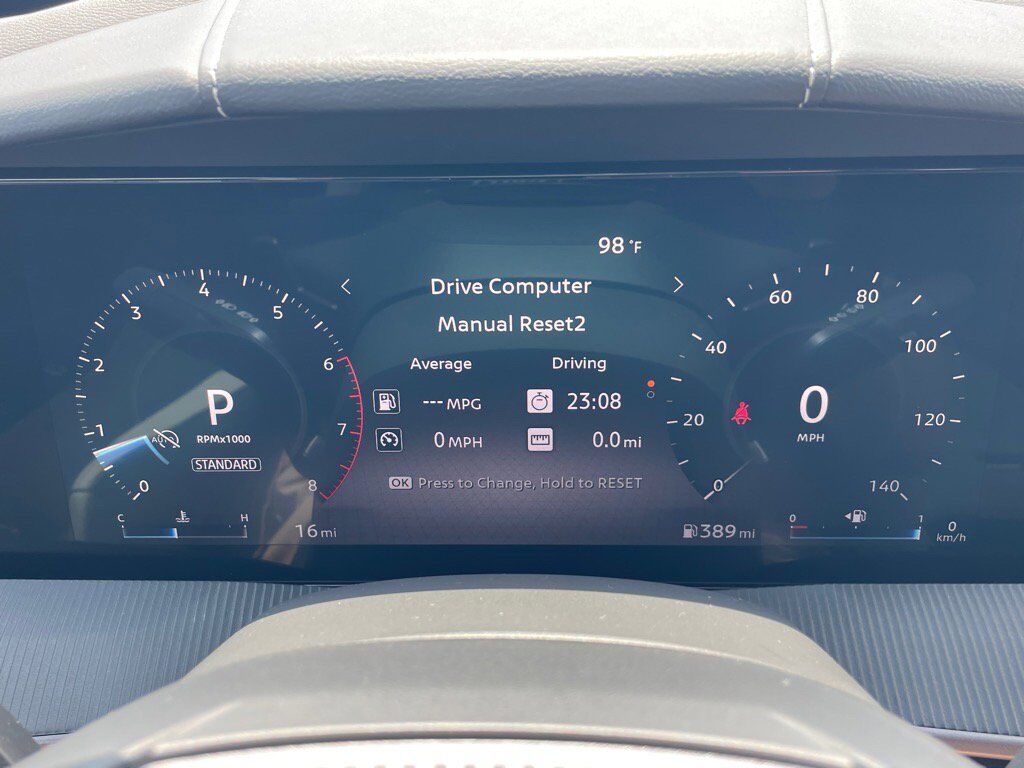 98 °F
< Drive Computer >
Manual Reset2
Average Driving
--- MPG 23:08
0 MPH 0.0 mi
OK Press to Change, Hold to RESET
0 1 2 3 4 5 6 7 8
P
AUTO
RPMx1000
STANDARD
C H
16 mi
0 20 40 60 80 100 120 140
0
MPH
389 mi
0 1
0
km/h